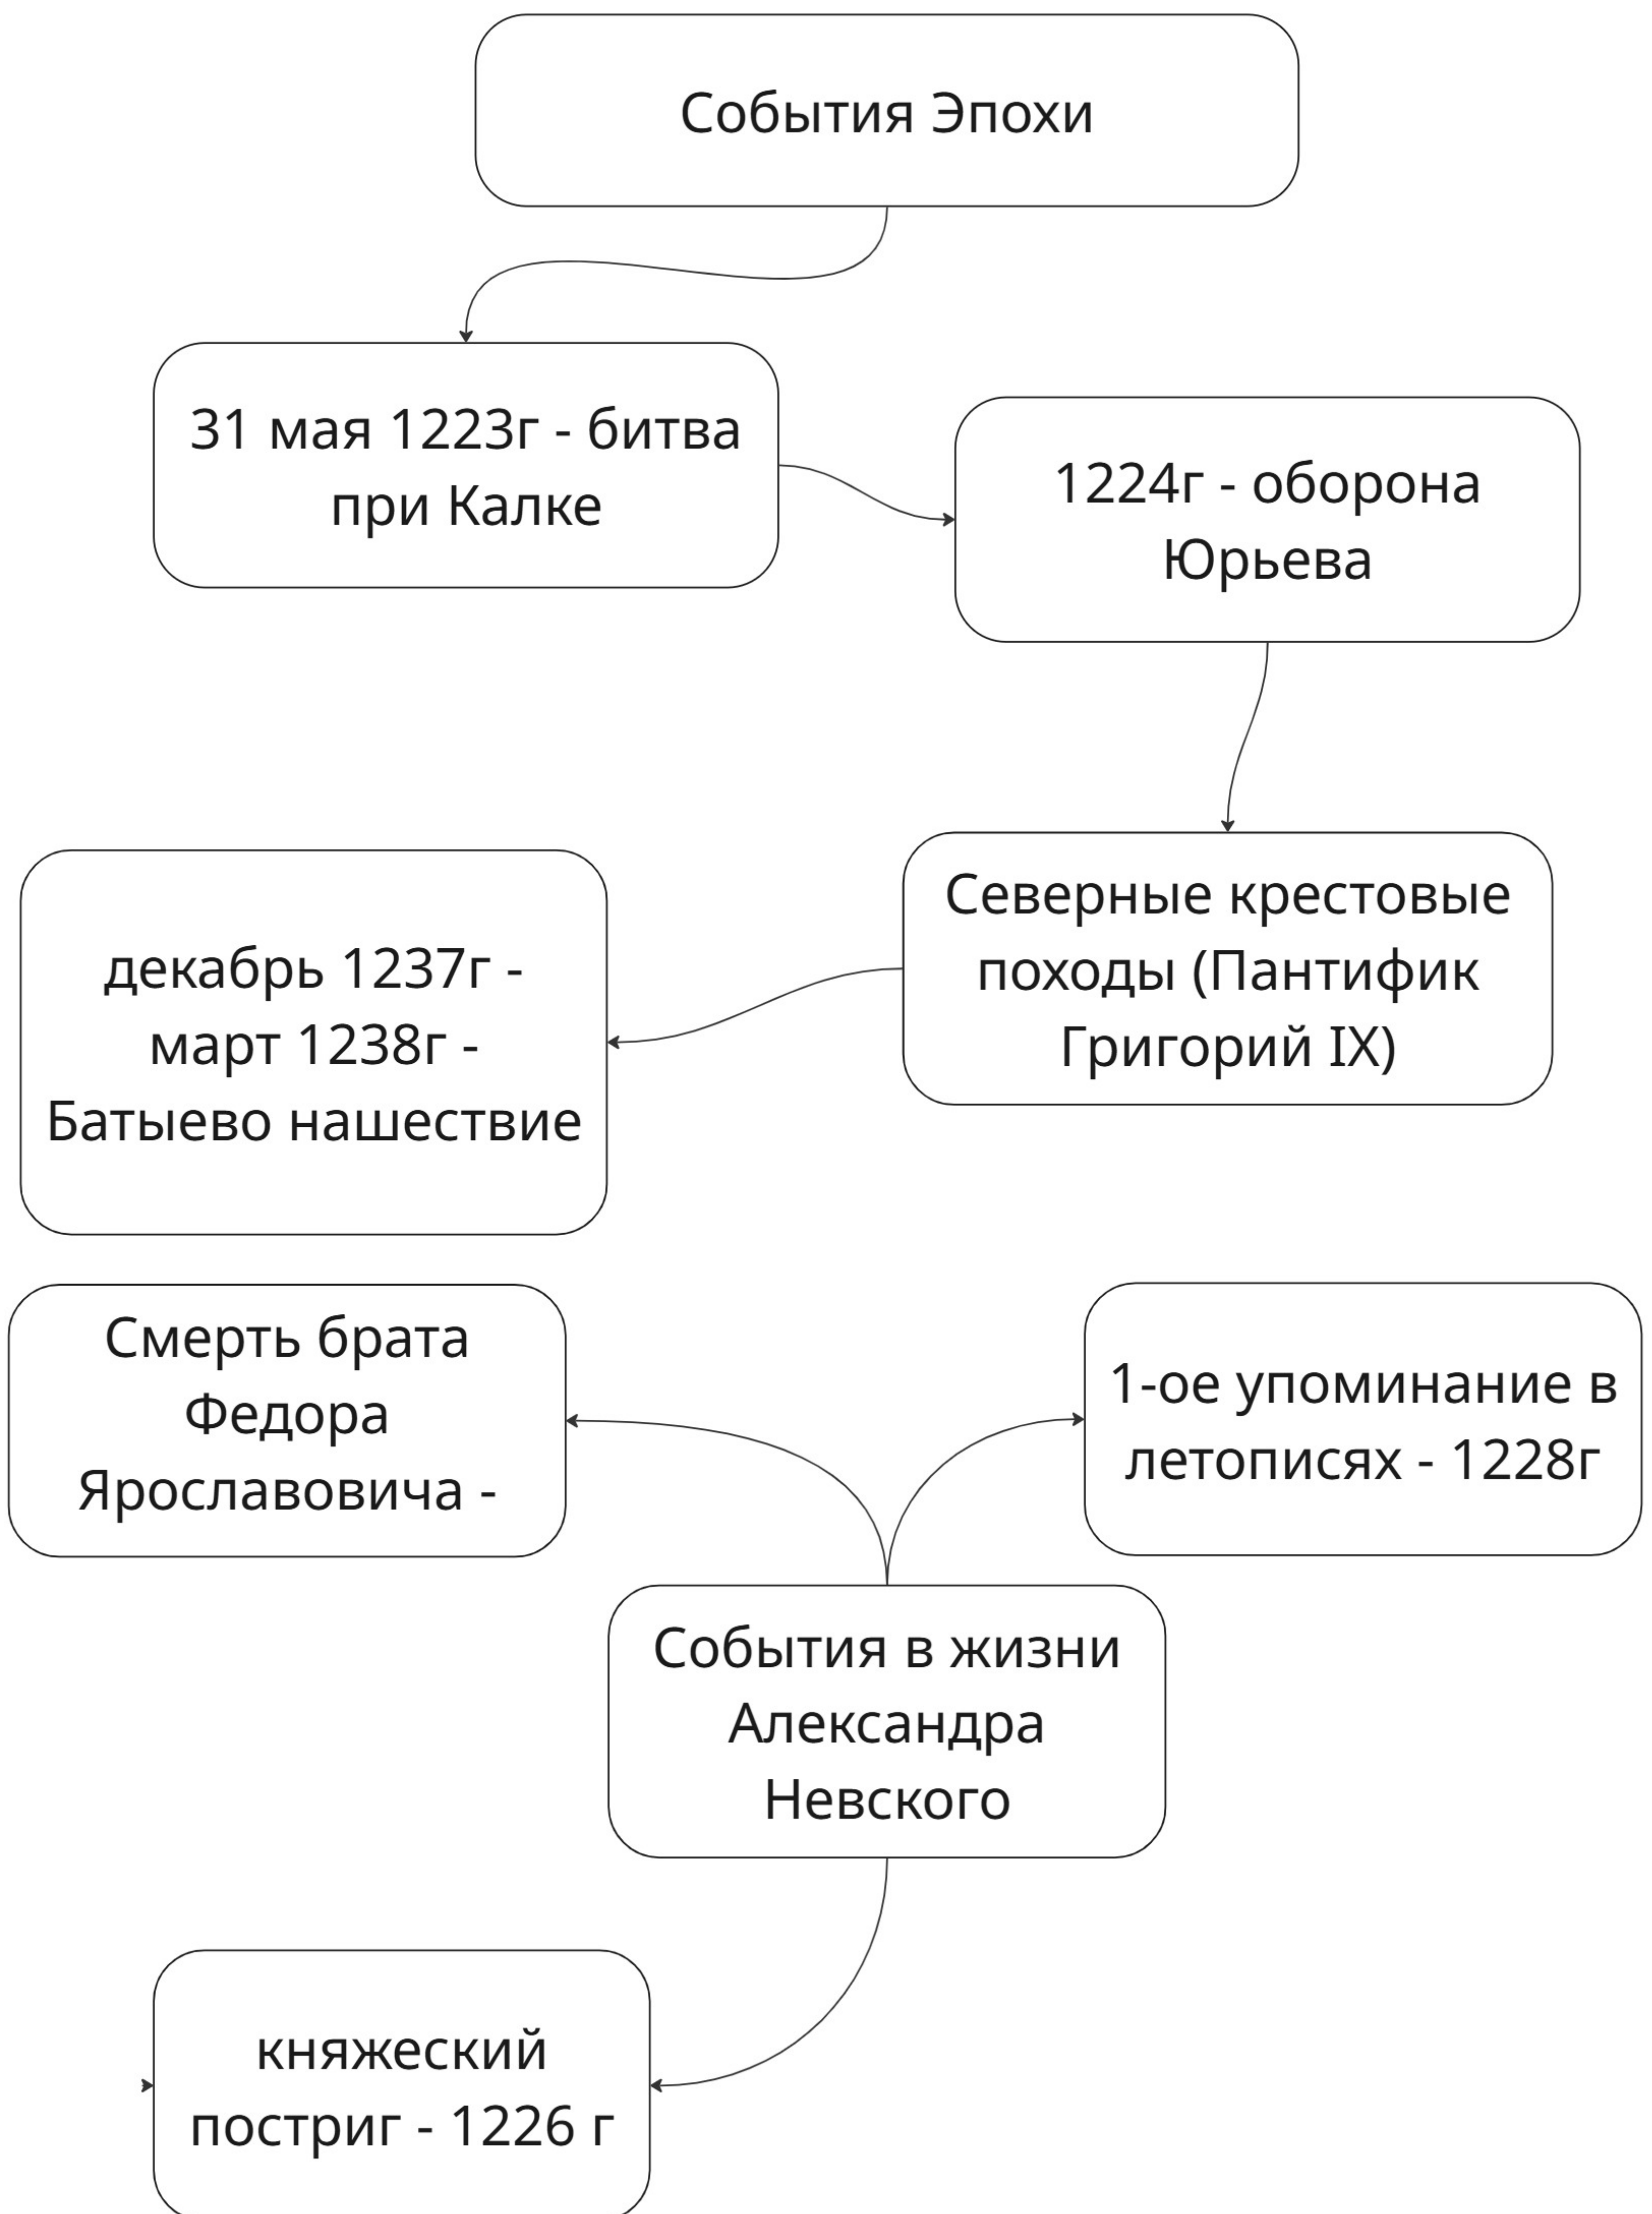 События Эпохи
31 мая 1223г - битва
при Калке
1224г - оборона
Юрьева
Северные крестовые
походы (Пантифик
Григорий IX)
декабрь 1237г -
март 1238г -
Батыево нашествие
Смерть брата
Федора
Ярославовича -
1-ое упоминание в
летописях - 1228г
События в жизни
Александра
Невского
княжеский
постриг - 1226 г